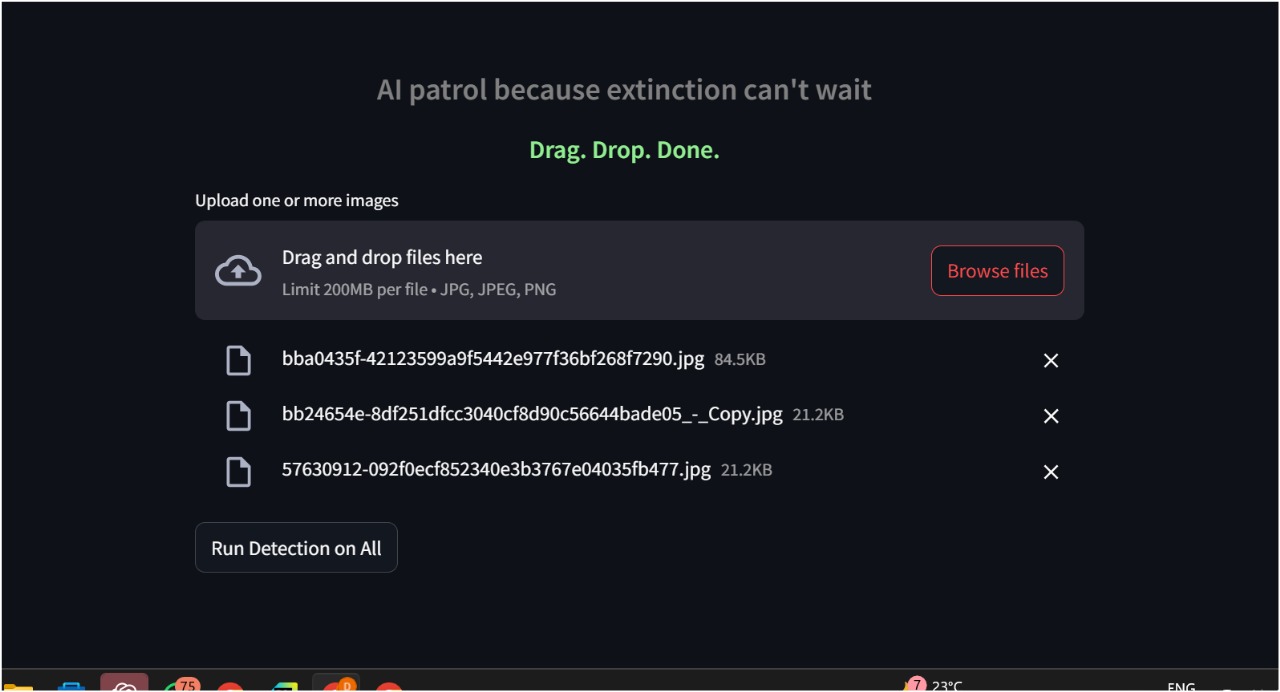 AI patrol because extinction can't wait
Drag. Drop. Done.
Upload one or more images
Drag and drop files here
Limit 200MB per file • JPG, JPEG, PNG
Browse files
bba0435f-42123599a9f5442e977f36bf268f7290.jpg 84.5KB
bb24654e-8df251dfcc3040cf8d90c56644bade05_-_Copy.jpg 21.2KB
57630912-092f0ecf852340e3b3767e04035fb477.jpg 21.2KB
Run Detection on All
75
D
7
23°C
ENG